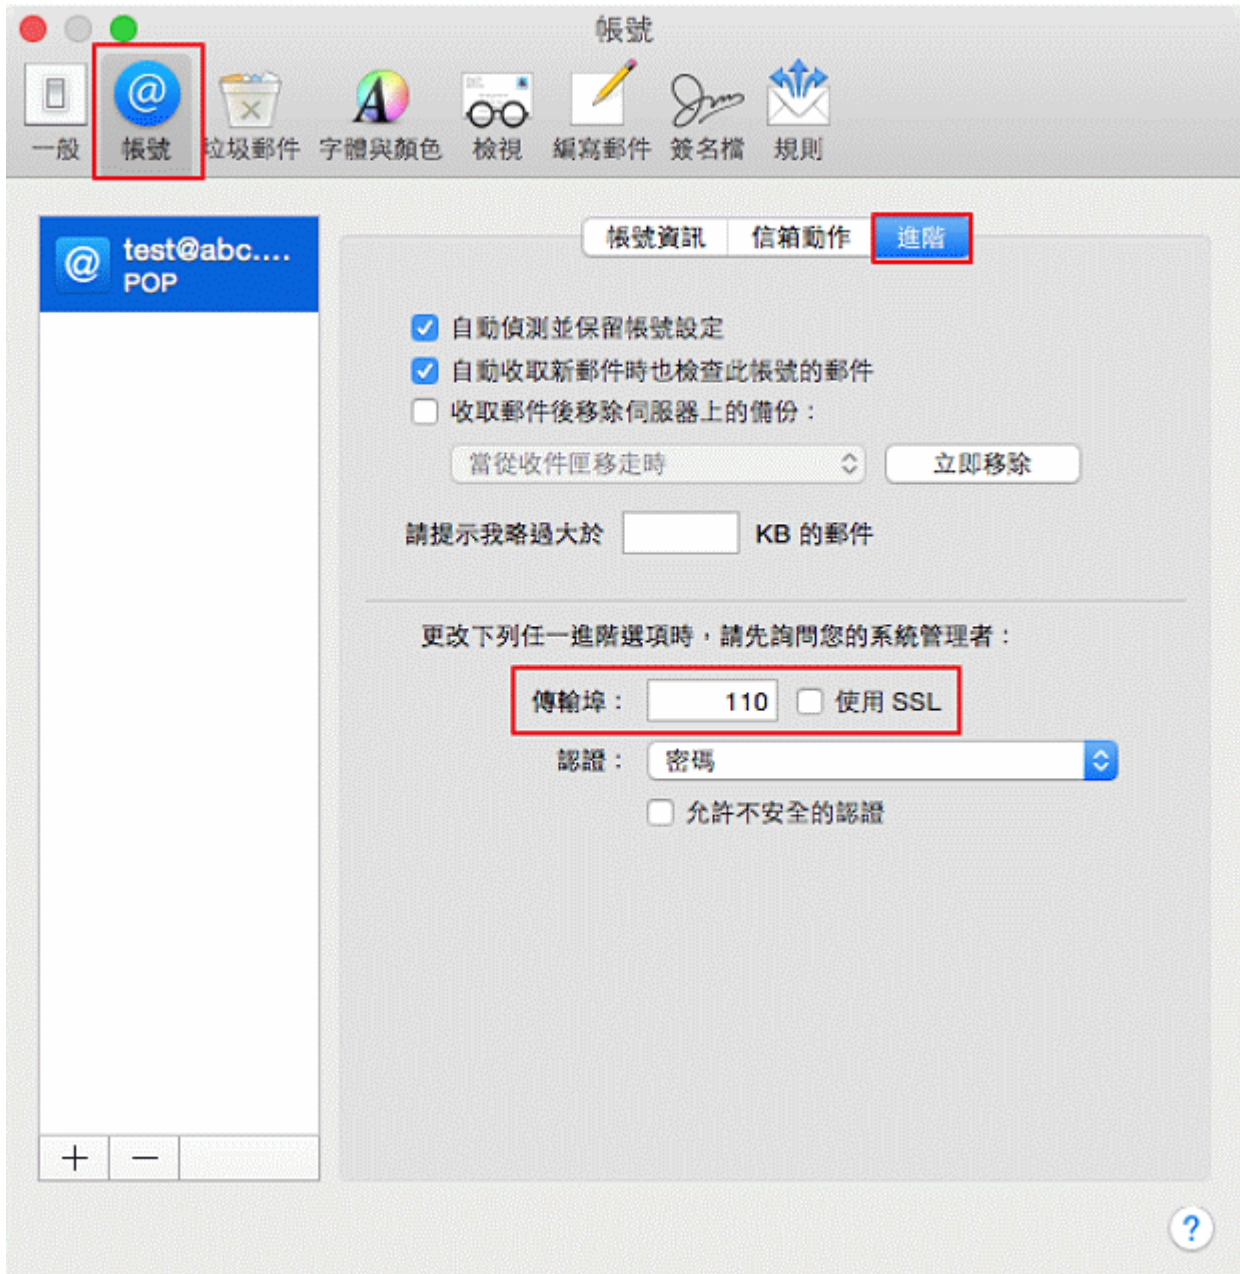 帳號
一般 帳號 垃圾郵件 字體與顏色 檢視 編寫郵件 簽名檔 規則
test@abc....
POP
帳號資訊 信箱動作 進階
自動偵測並保留帳號設定
自動收取新郵件時也檢查此帳號的郵件
收取郵件後移除伺服器上的備份：
當從收件匣移走時 立即移除
請提示我略過大於 KB 的郵件
更改下列任一進階選項時，請先詢問您的系統管理者：
傳輸埠： 110 使用 SSL
認證： 密碼
允許不安全的認證